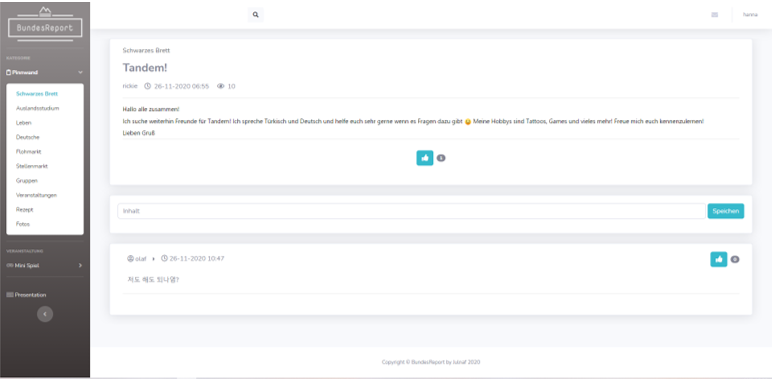 BundesReport
hanna
KATEGORIE
Pinnwand
Schwarzes Brett
Auslandsstudium
Leben
Deutsche
Flohmarkt
Stellenmarkt
Gruppen
Veranstaltungen
Rezept
Fotos
VERANSTALTUNG
Mini Spiel
Presentation
Schwarzes Brett
Tandem!
rickie 26-11-2020 06:55 10
Hallo alle zusammen!
Ich suche weiterhin Freunde für Tandem! Ich spreche Türkisch und Deutsch und helfe euch sehr gerne wenn es Fragen dazu gibt 😀 Meine Hobbys sind Tattoos, Games und vieles mehr! Freue mich euch kennenzulernen!
Lieben Gruß
0
Inhalt
Speichen
olaf 26-11-2020 10:47
0
저도 해도 되나염?
Copyright © BundesReport by
2020